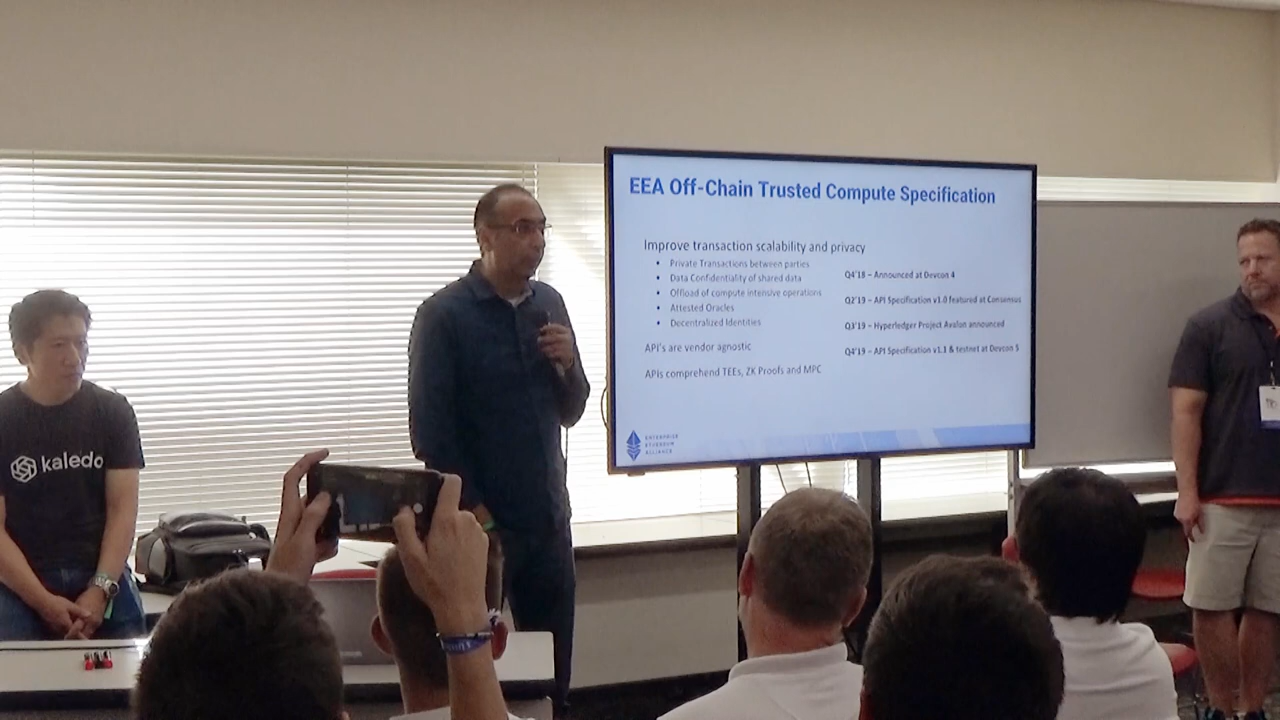 EEA Off-Chain Trusted Compute Specification
Improve transaction scalability and privacy
• Private Transactions between parties
• Data Confidentiality of shared data
• Offload of compute intensive operations
• Attested Oracles
• Decentralized Identities
API's are vendor agnostic
APIs comprehend TEEs, ZK Proofs and MPC
Q4'18 – Announced at Devcon 4
Q2'19 – API Specification v1.0 featured at Consensus
Q3'19 – Hyperledger Project Avalon announced
Q4'19 – API Specification v1.1 & testnet at Devcon 5
ENTERPRISE
ETHEREUM
ALLIANCE
kaledo